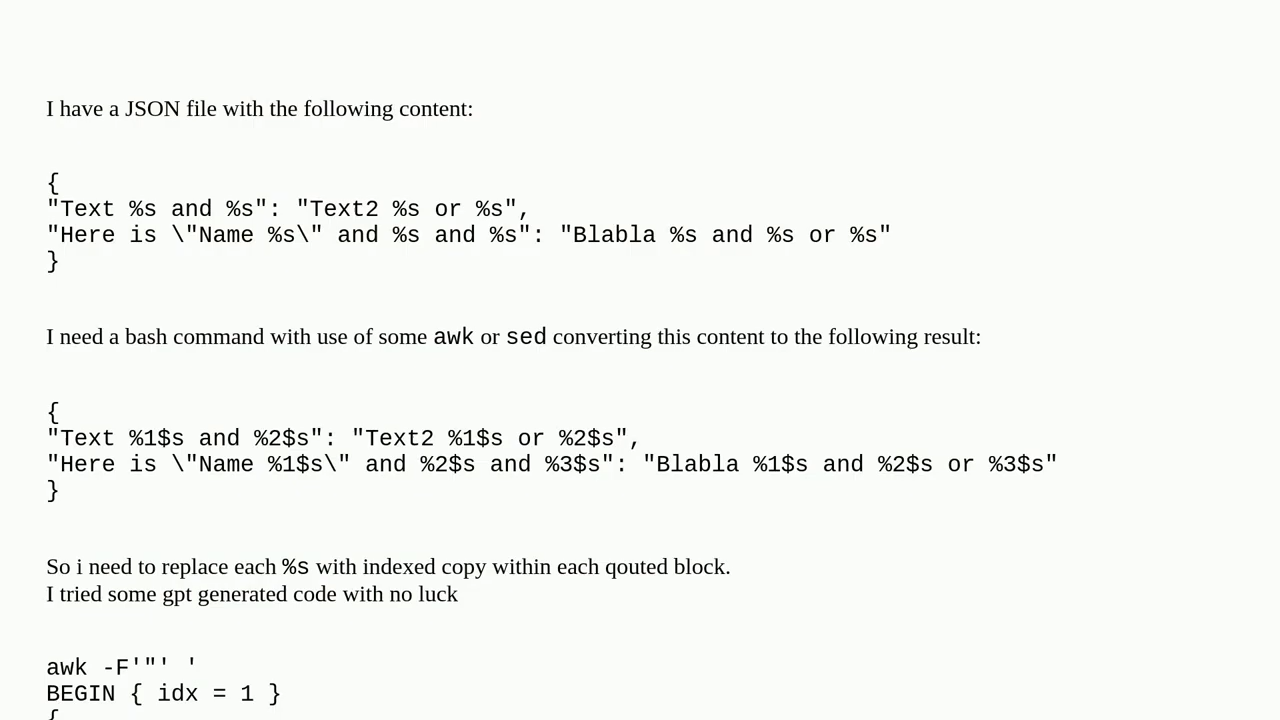 I have a JSON file with the following content:
{
"Text %s and %s": "Text2 %s or %s",
"Here is \"Name %s\" and %s and %s": "Blabla %s and %s or %s"
}
I need a bash command with use of some awk or sed converting this content to the following result:
{
"Text %1$s and %2$s": "Text2 %1$s or %2$s",
"Here is \"Name %1$s\" and %2$s and %3$s": "Blabla %1$s and %2$s or %3$s"
}
So i need to replace each %s with indexed copy within each qouted block.
I tried some gpt generated code with no luck
awk -F'"' '
BEGIN { idx = 1 }
{